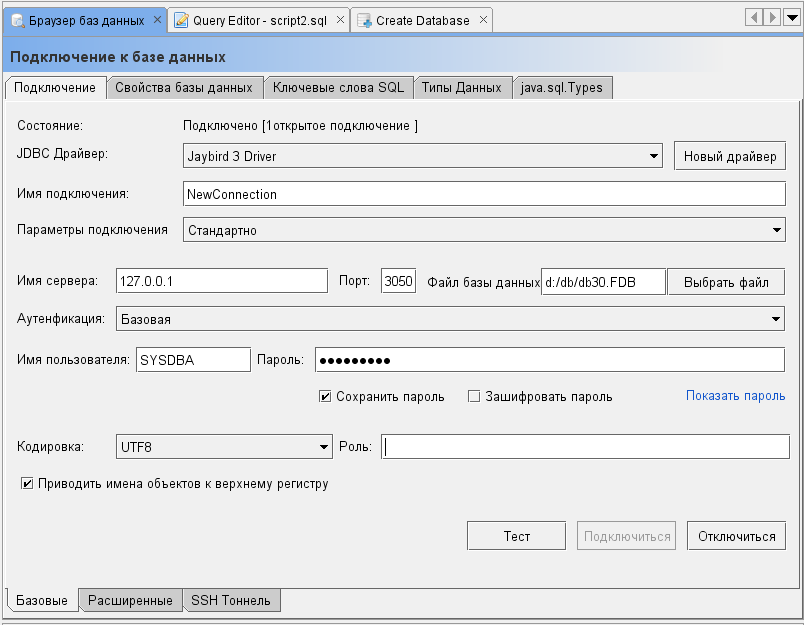 Браузер баз данных Query Editor - script2.sql Create Database
Подключение к базе данных
Подключение Свойства базы данных Ключевые слова SQL Типы Данных java.sql.Types
Состояние: Подключено [1открытое подключение ]
JDBC Драйвер: Jaybird 3 Driver Новый драйвер
Имя подключения: NewConnection
Параметры подключения Стандартно
Имя сервера: 127.0.0.1 Порт: 3050 Файл базы данных d:/db/db30.FDB Выбрать файл
Аутенфикация: Базовая
Имя пользователя: SYSDBA Пароль: ●●●●●●●●●
Сохранить пароль Зашифровать пароль Показать пароль
Кодировка: UTF8 Роль:
Приводить имена объектов к верхнему регистру
Тест Подключиться Отключиться
Базовые Расширенные SSH Тоннель